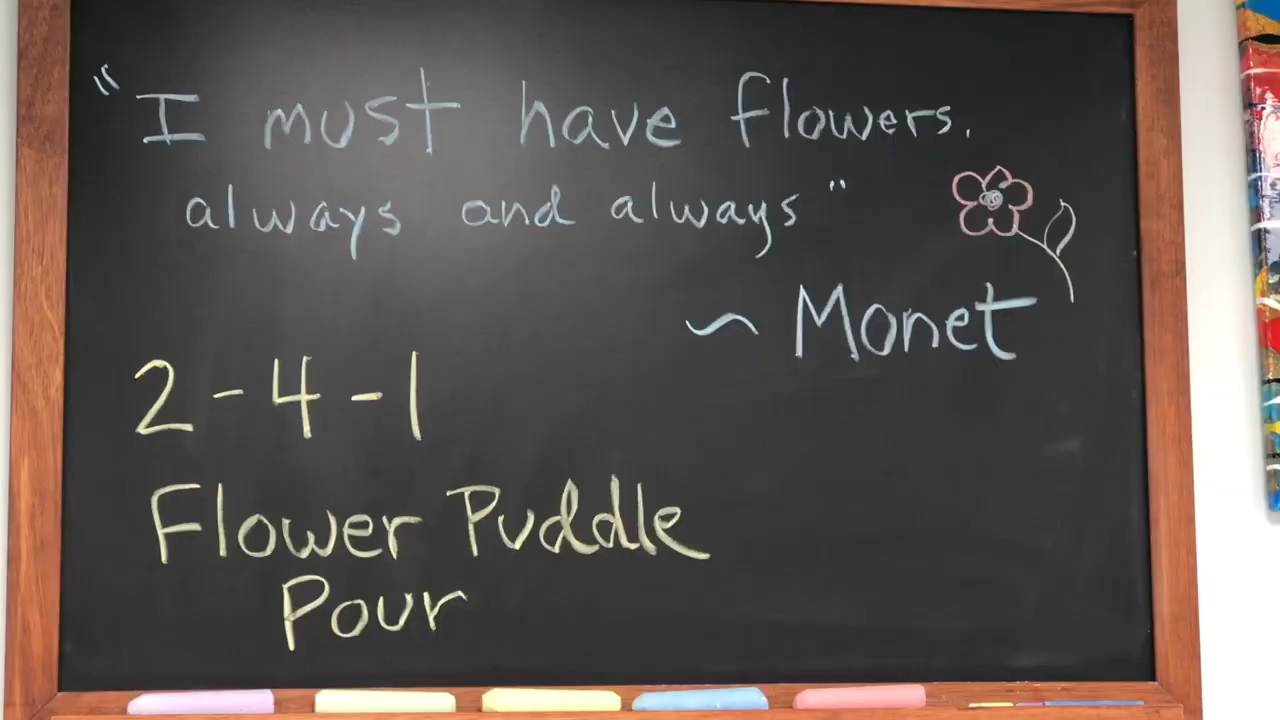 "I must have flowers.
always and always"
~ Monet
2-4-1
Flower Puddle
Pour